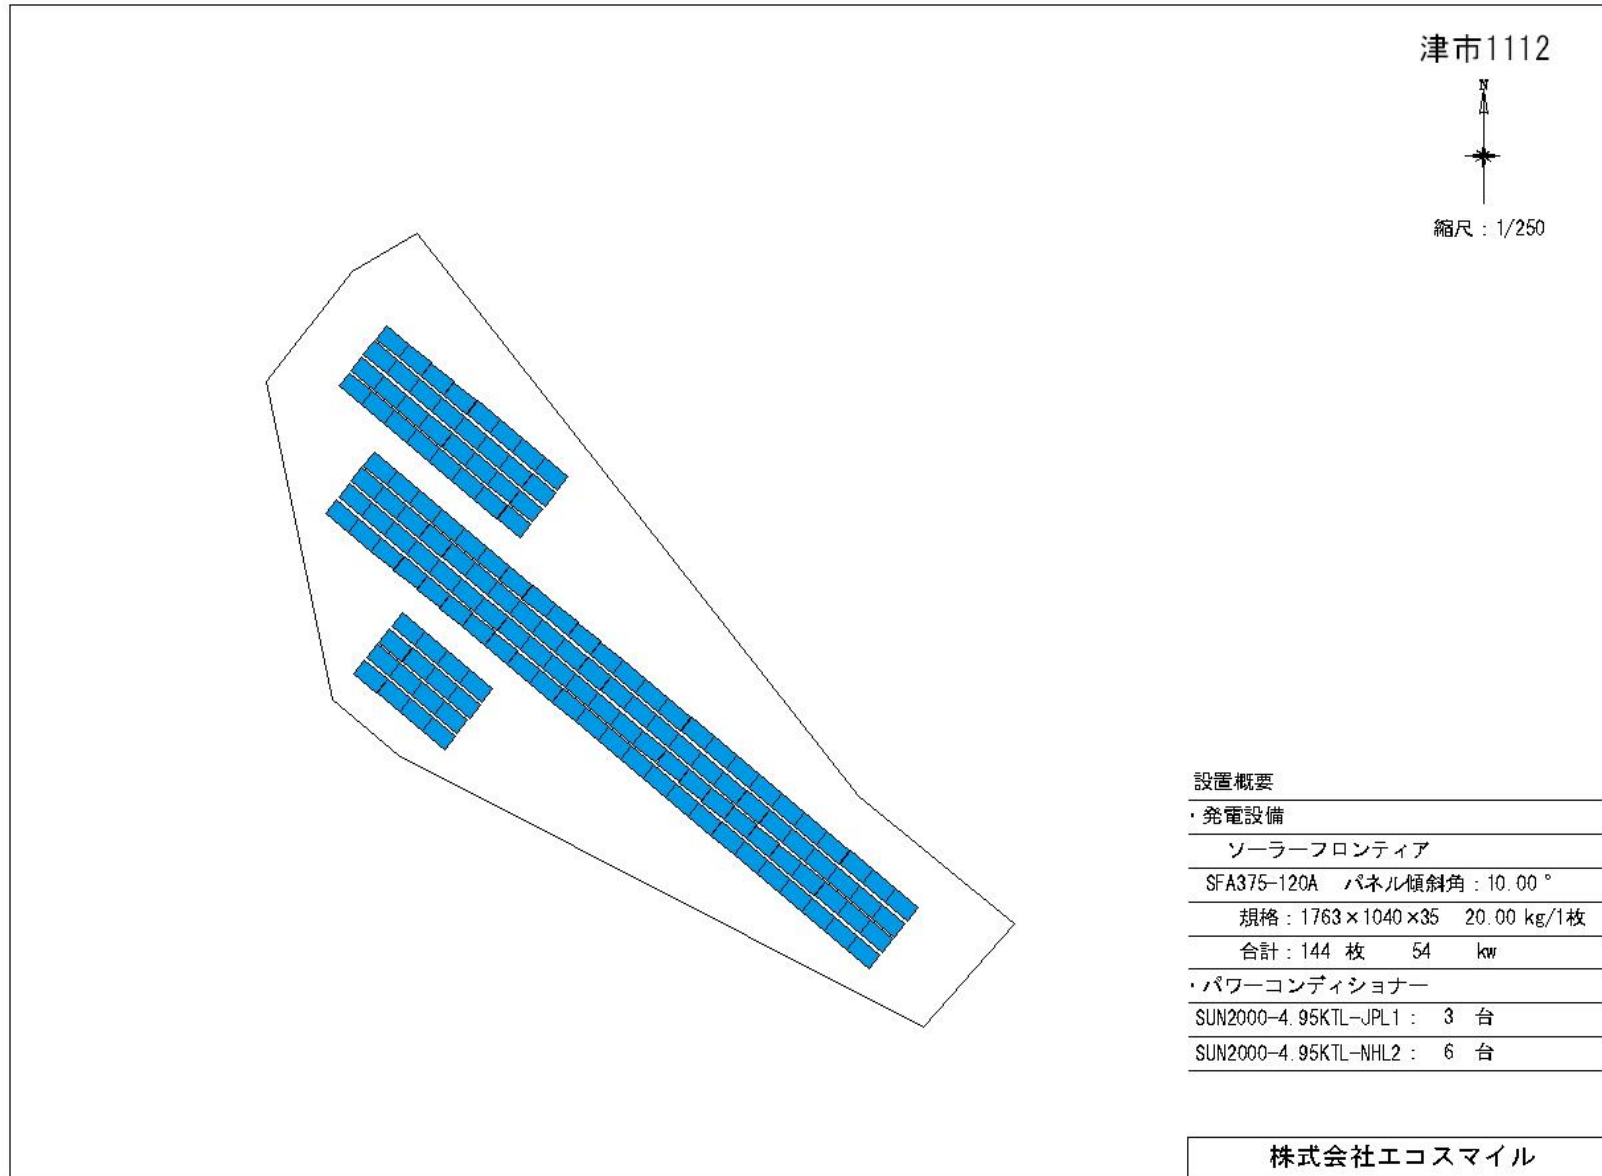 津市1112
N
縮尺：1/250
設置概要
・発電設備
ソーラーフロンティア
SFA375-120A パネル傾斜角：10.00°
規格：1763×1040×35 20.00 kg/1枚
合計：144 枚 54 kw
・パワーコンディショナー
SUN2000-4.95KTL-JPL1： 3 台
SUN2000-4.95KTL-NHL2： 6 台
株式会社エコスマイル